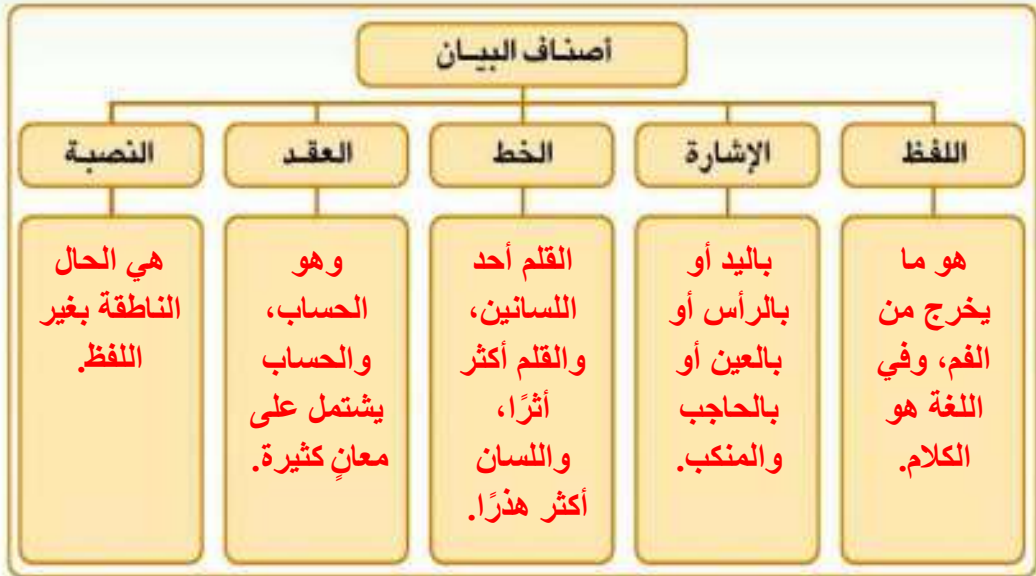 أصناف البيان
اللفظ
الإشارة
الخط
العقد
النصبة
هو ما
يخرج من
الفم، وفي
اللغة هو
الكلام.
باليد أو
بالرأس أو
بالعين أو
بالحاجب
والمنكب.
القلم أحد
اللسانين،
والقلم أكثر
أثرًا،
واللسان
أكثر هذرًا.
وهو
الحساب،
والحساب
يشتمل على
معانٍ كثيرة.
هي الحال
الناطقة بغير
اللفظ.